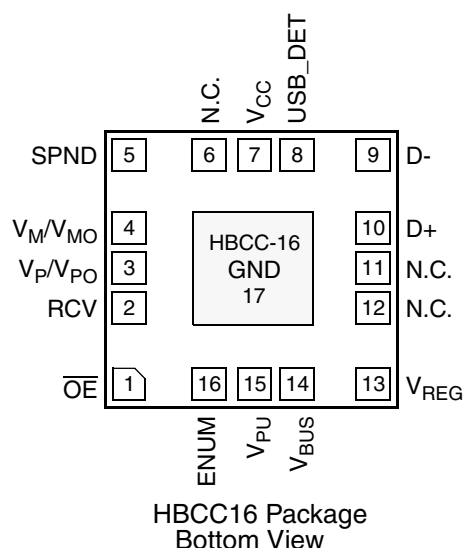 N.C.
VCC
USB_DET
SPND 5 6 7 8 9 D-
VM/VMO 4 10 D+
HBCC-16
VP/VPO 3 GND 11 N.C.
RCV 2 17 12 N.C.
OE 1 16 15 14 13 VREG
ENUM
VPU
VBUS
HBCC16 Package
Bottom View